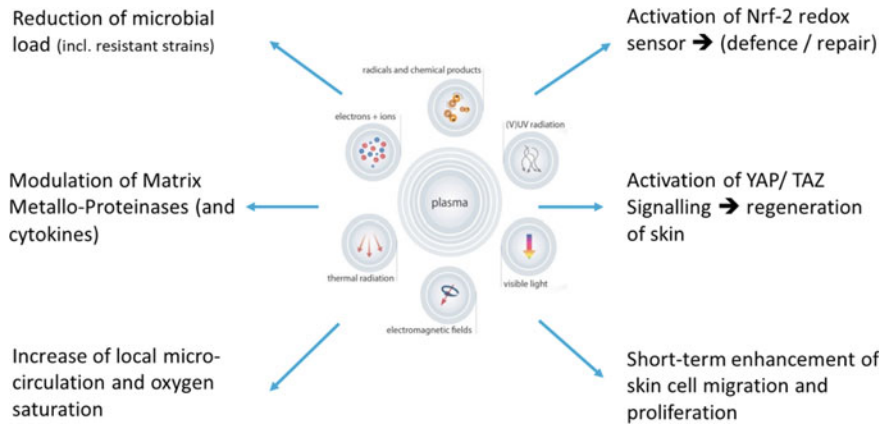 Reduction of microbial
load (incl. resistant strains)
Activation of Nrf-2 redox
sensor ➔ (defence / repair)
radicals and chemical products
electrons + ions
(V)UV radiation
Modulation of Matrix
Metallo-Proteinases (and
cytokines)
plasma
Activation of YAP/ TAZ
Signalling ➔ regeneration
of skin
thermal radiation
visible light
electromagnetic fields
Increase of local micro-
circulation and oxygen
saturation
Short-term enhancement of
skin cell migration and
proliferation